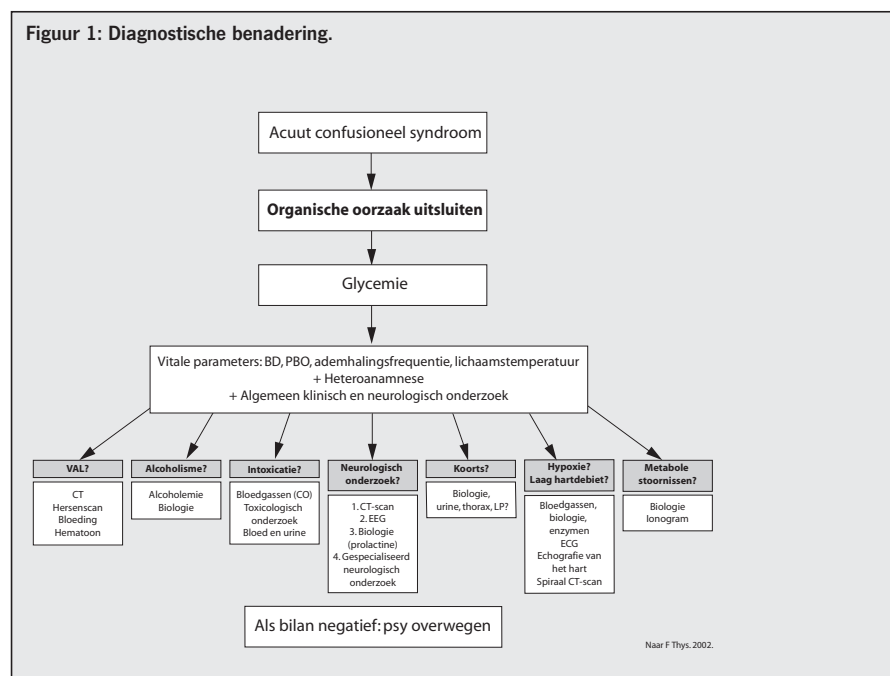 Figuur 1: Diagnostische benadering.
Acuut confusioneel syndroom
Organische oorzaak uitsluiten
Glycemie
Vitale parameters: BD, PBO, ademhalingsfrequentie, lichaamstemperatuur
+ Heteroanamnese
+ Algemeen klinisch en neurologisch onderzoek
VAL?
CT
Hersenscan
Bloeding
Hematoon
Alcoholisme?
Alcoholemie
Biologie
Intoxicatie?
Bloedgassen (CO)
Toxicologisch
onderzoek
Bloed en urine
Neurologisch
onderzoek?
1. CT-scan
2. EEG
3. Biologie
(prolactine)
4. Gespecialiseerd
neurologisch
onderzoek
Koorts?
Biologie,
urine, thorax, LP?
Hypoxie?
Laag hartdebiet?
Bloedgassen,
biologie,
enzymen
ECG
Echografie van
het hart
Spiraal CT-scan
Metabole
stoornissen?
Biologie
Ionogram
Als bilan negatief: psy overwegen
Naar F Thys. 2002.